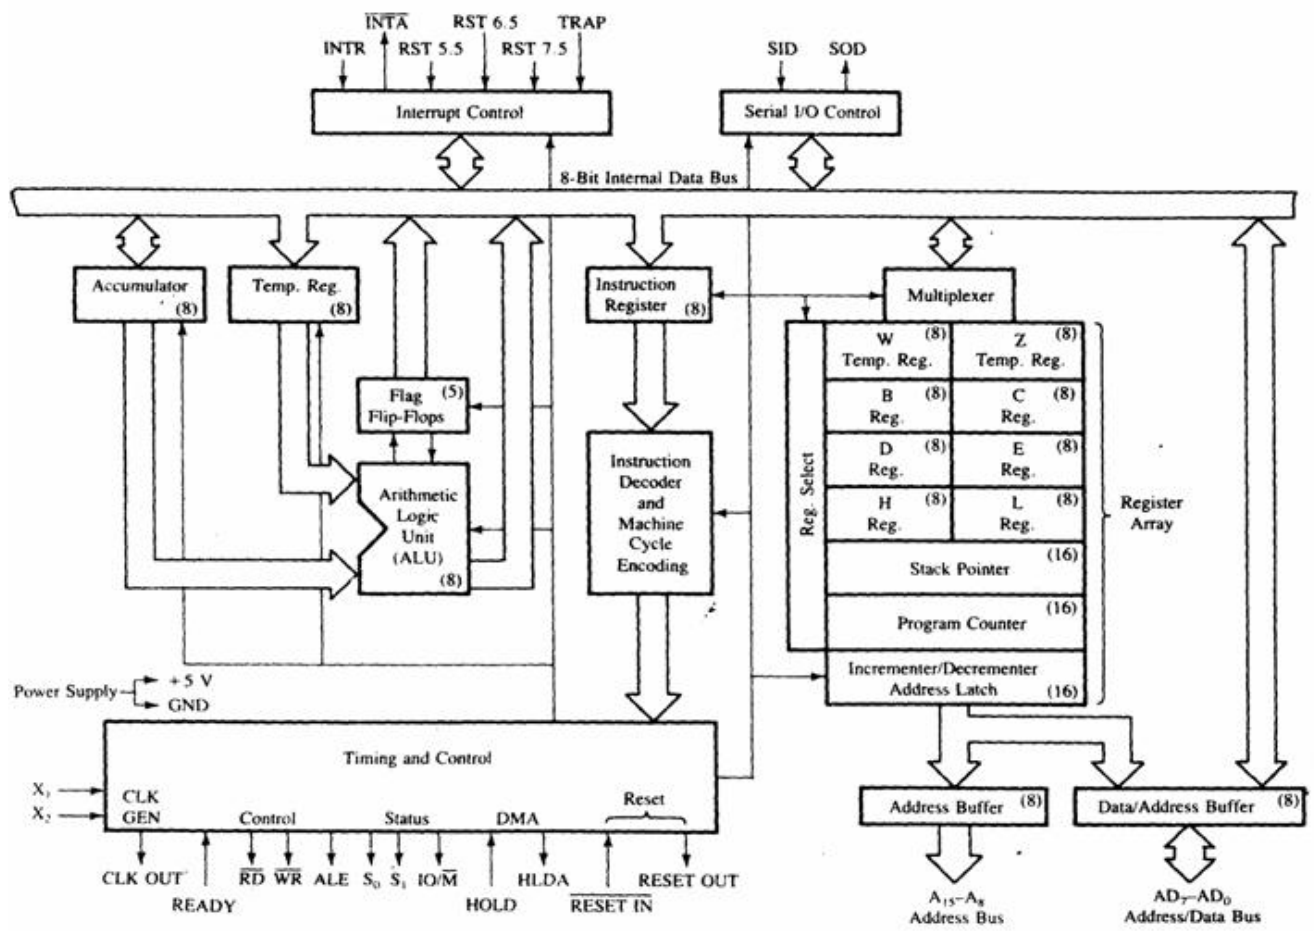 INTA
RST 6.5
TRAP
INTR
RST 5.5
RST 7.5
SID
SOD
Interrupt Control
Serial I/O Control
8-Bit Internal Data Bus
Accumulator
(8)
Temp. Reg.
(8)
Instruction
Register
(8)
Multiplexer
W
(8)
Temp. Reg.
Z
(8)
Temp. Reg.
Flag
(5)
Flip-Flops
B
(8)
Reg.
C
(8)
Reg.
D
(8)
Reg.
E
(8)
Reg.
H
(8)
Reg.
L
(8)
Reg.
Reg. Select
Register
Array
Arithmetic
Logic
Unit
(ALU)
(8)
Instruction
Decoder
and
Machine
Cycle
Encoding
Stack Pointer
(16)
Program Counter
(16)
Incrementer/Decrementer
Address Latch
(16)
Power Supply
+5 V
GND
Timing and Control
X₁
X₂
CLK
GEN
Control
Status
DMA
Reset
Address Buffer
(8)
Data/Address Buffer
(8)
CLK OUT
READY
RD
WR
ALE
S₀
S₁
IO/M
HOLD
HLDA
RESET IN
RESET OUT
A₁₅–A₈
Address Bus
AD₇–AD₀
Address/Data Bus